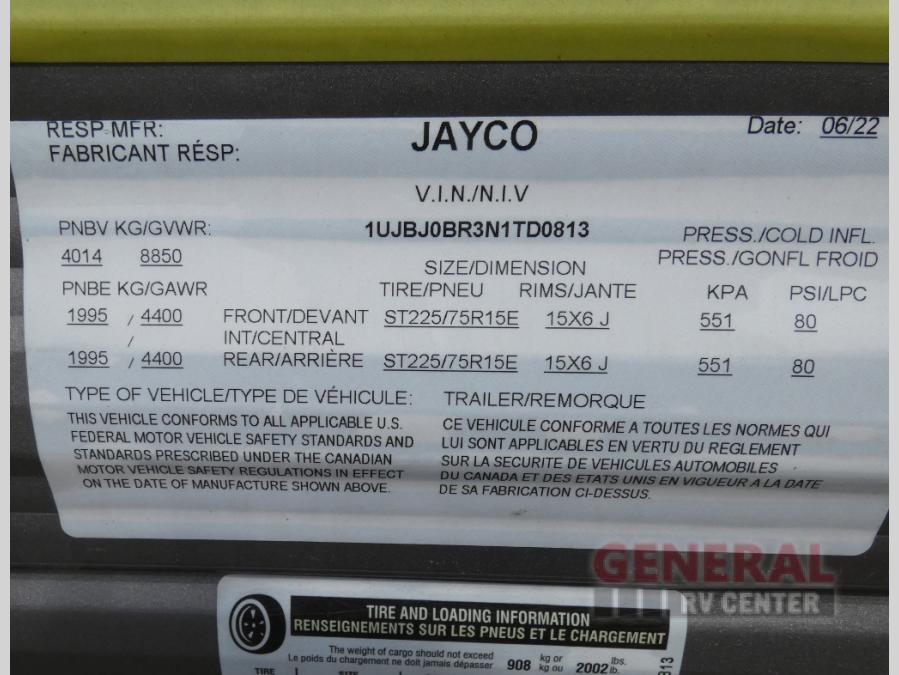 RESP MFR: JAYCO Date: 06/22
FABRICANT RÉSP:
V.I.N./N.I.V
PNBV KG/GVWR: 1UJBJ0BR3N1TD0813 PRESS./COLD INFL.
4014 8850 SIZE/DIMENSION PRESS./GONFL FROID
PNBE KG/GAWR TIRE/PNEU RIMS/JANTE KPA PSI/LPC
1995 / 4400 FRONT/DEVANT ST225/75R15E 15X6 J 551 80
/ INT/CENTRAL
1995 / 4400 REAR/ARRIÈRE ST225/75R15E 15X6 J 551 80
TYPE OF VEHICLE/TYPE DE VÉHICULE: TRAILER/REMORQUE
THIS VEHICLE CONFORMS TO ALL APPLICABLE U.S.
FEDERAL MOTOR VEHICLE SAFETY STANDARDS AND
STANDARDS PRESCRIBED UNDER THE CANADIAN
MOTOR VEHICLE SAFETY REGULATIONS IN EFFECT
ON THE DATE OF MANUFACTURE SHOWN ABOVE.
CE VEHICULE CONFORME A TOUTES LES NORMES QUI
LUI SONT APPLICABLES EN VERTU DU REGLEMENT
SUR LA SECURITE DE VEHICULES AUTOMOBILES
DU CANADA ET DES ETATS UNIS EN VIGUEUR A LA DATE
DE SA FABRICATION CI-DESSUS.
GENERAL
RV CENTER
TIRE AND LOADING INFORMATION
RENSEIGNEMENTS SUR LES PNEUS ET LE CHARGEMENT
The weight of cargo should not exceed kg or lbs.
Le poids du chargement ne doit jamais dépasser 908 kg ou 2002 lb.
TIRE SIZE
813